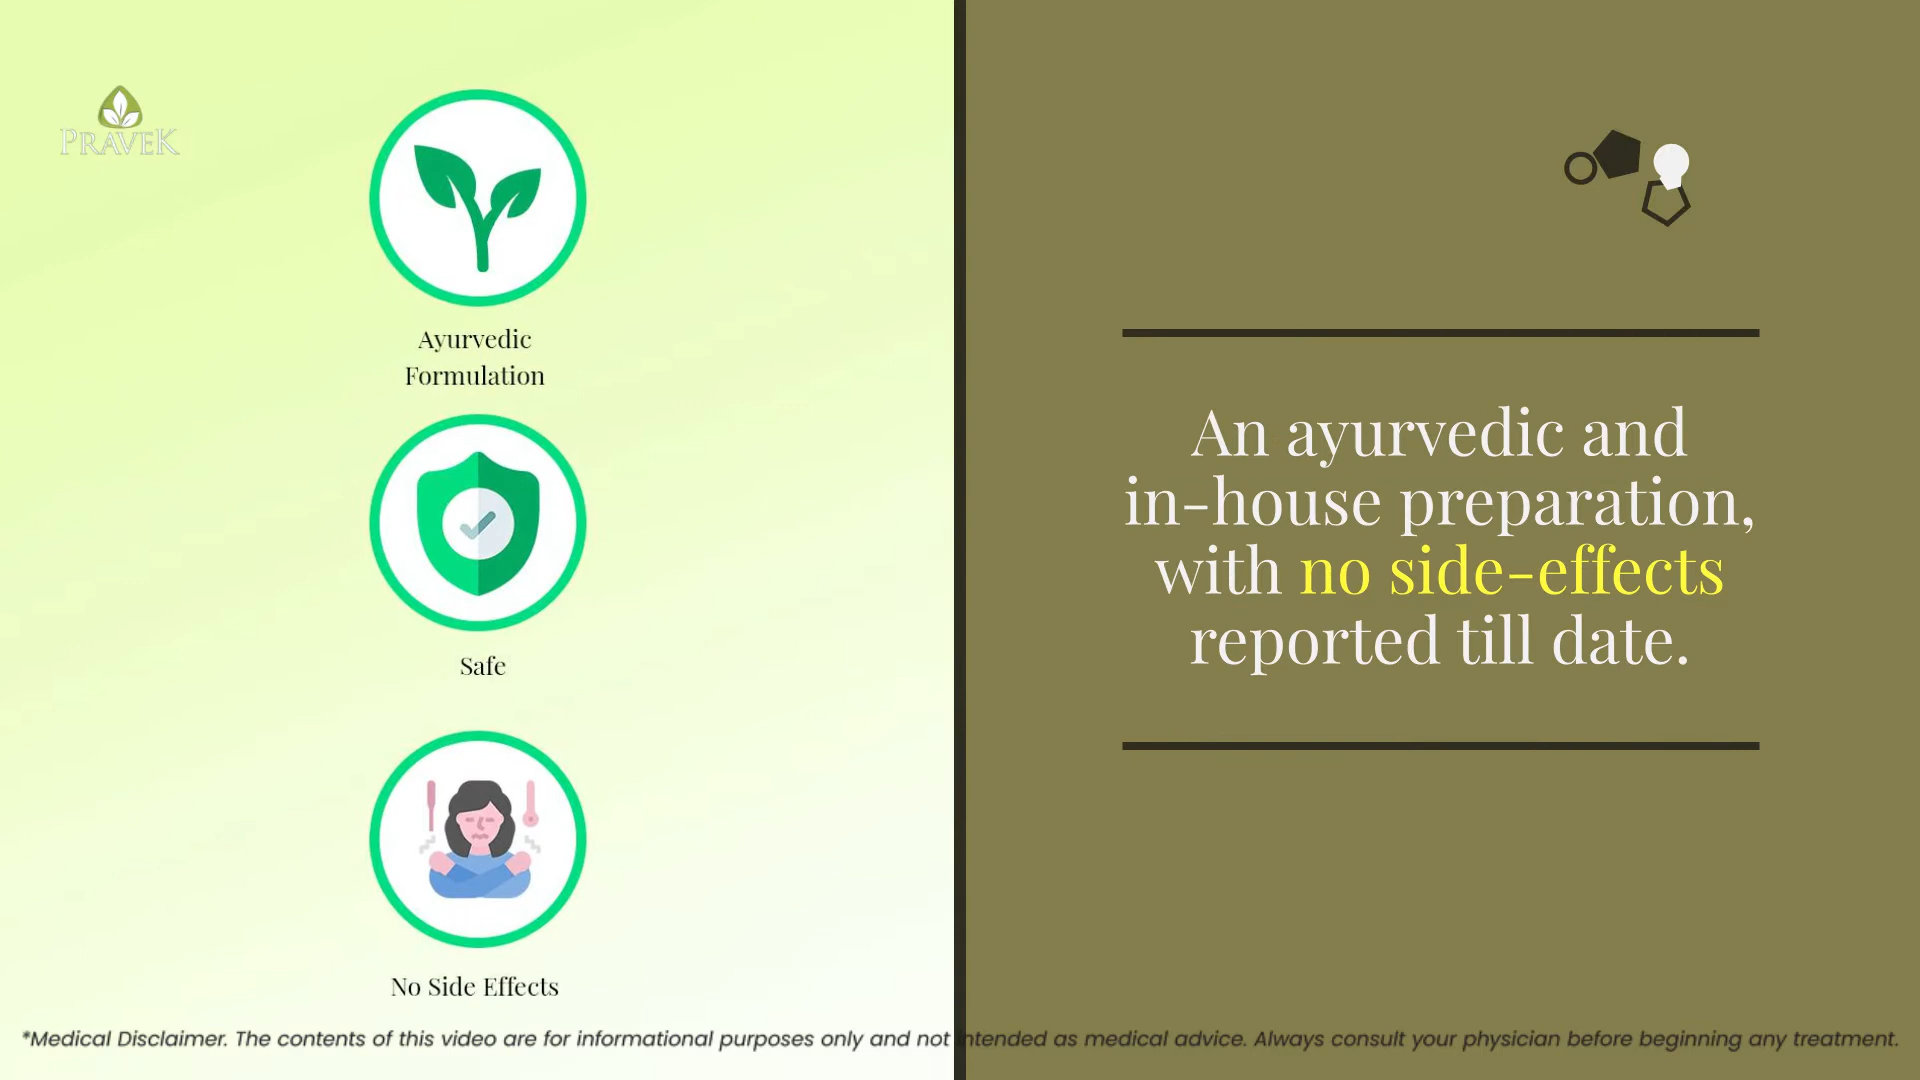 PRAVEK
Ayurvedic
Formulation
Safe
No Side Effects
An ayurvedic and
in-house preparation,
with no side-effects
reported till date.
*Medical Disclaimer. The contents of this video are for informational purposes only and not intended as medical advice. Always consult your physician before beginning any treatment.